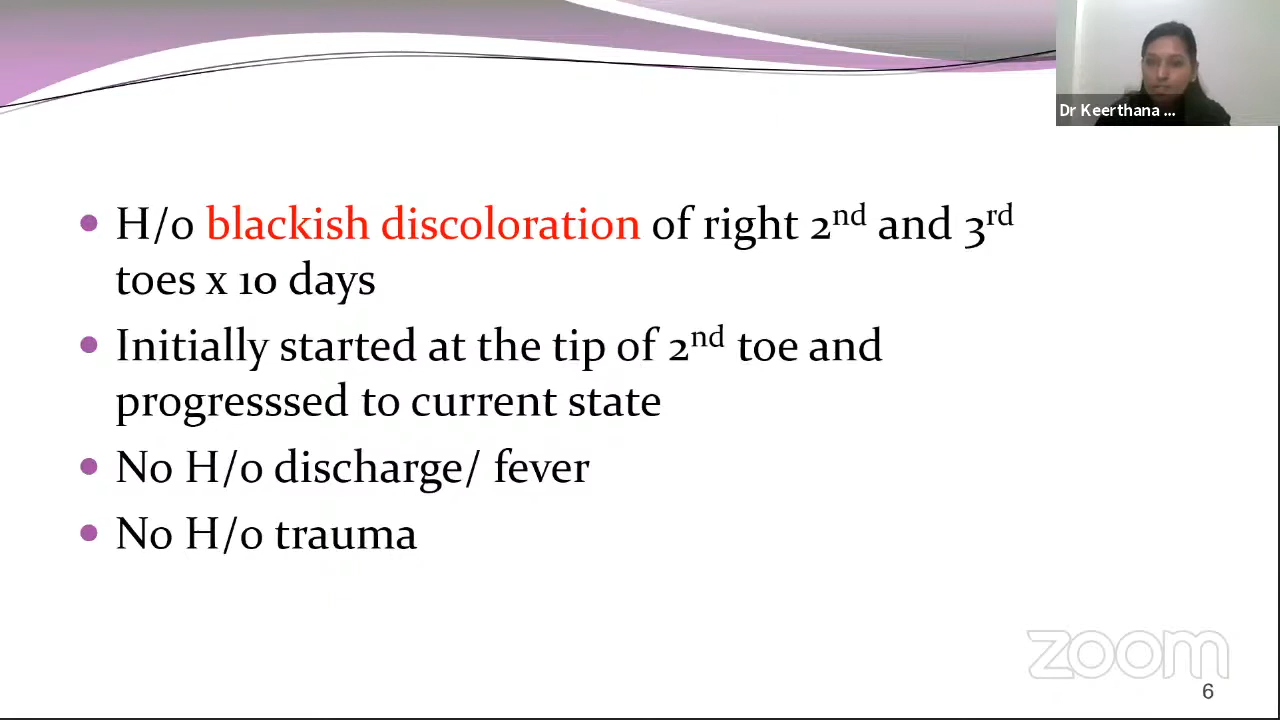 Dr Keerthana ...
H/o blackish discoloration of right 2nd and 3rd
toes x 10 days
Initially started at the tip of 2nd toe and
progresssed to current state
No H/o discharge/ fever
No H/o trauma
zoom
6